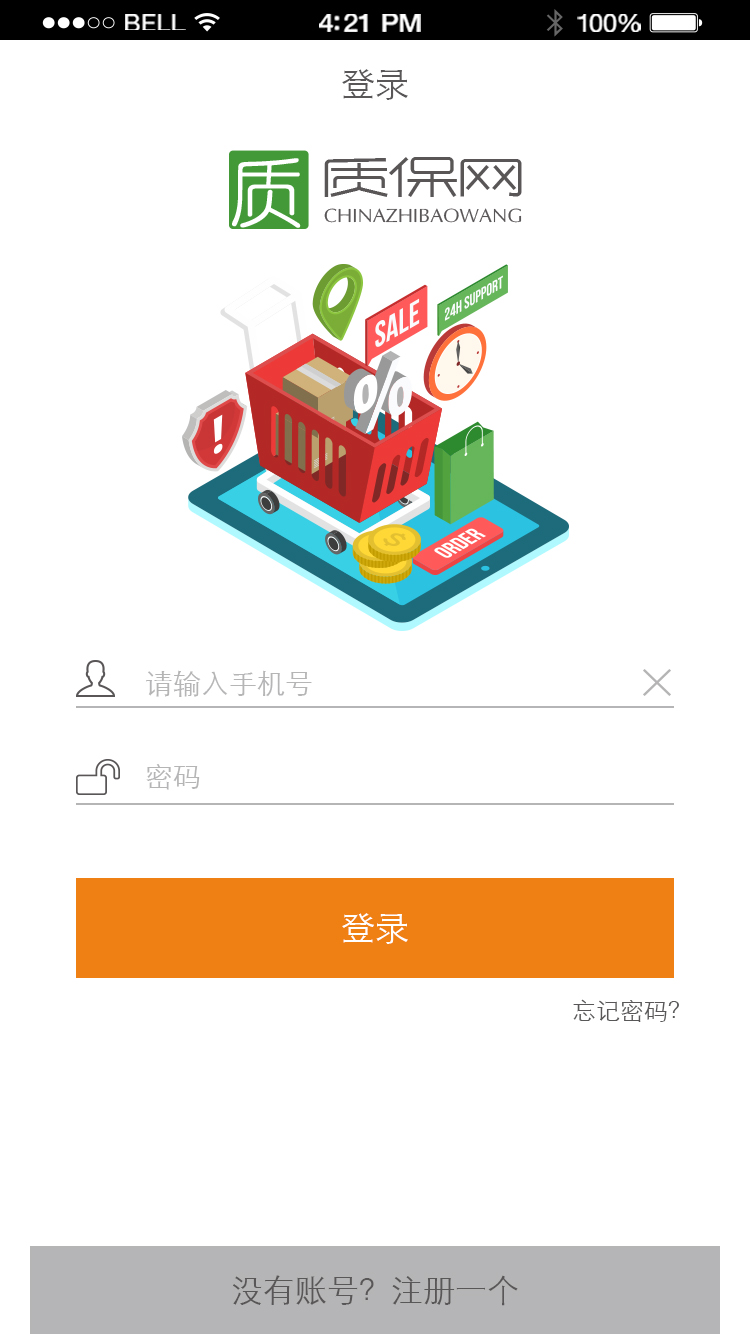 BELL 4:21 PM 100%
登录
质 质保网
CHINAZHIBAOWANG
SALE
24H SUPPORT
%
!
$
ORDER
请输入手机号
密码
登录
忘记密码?
没有账号? 注册一个